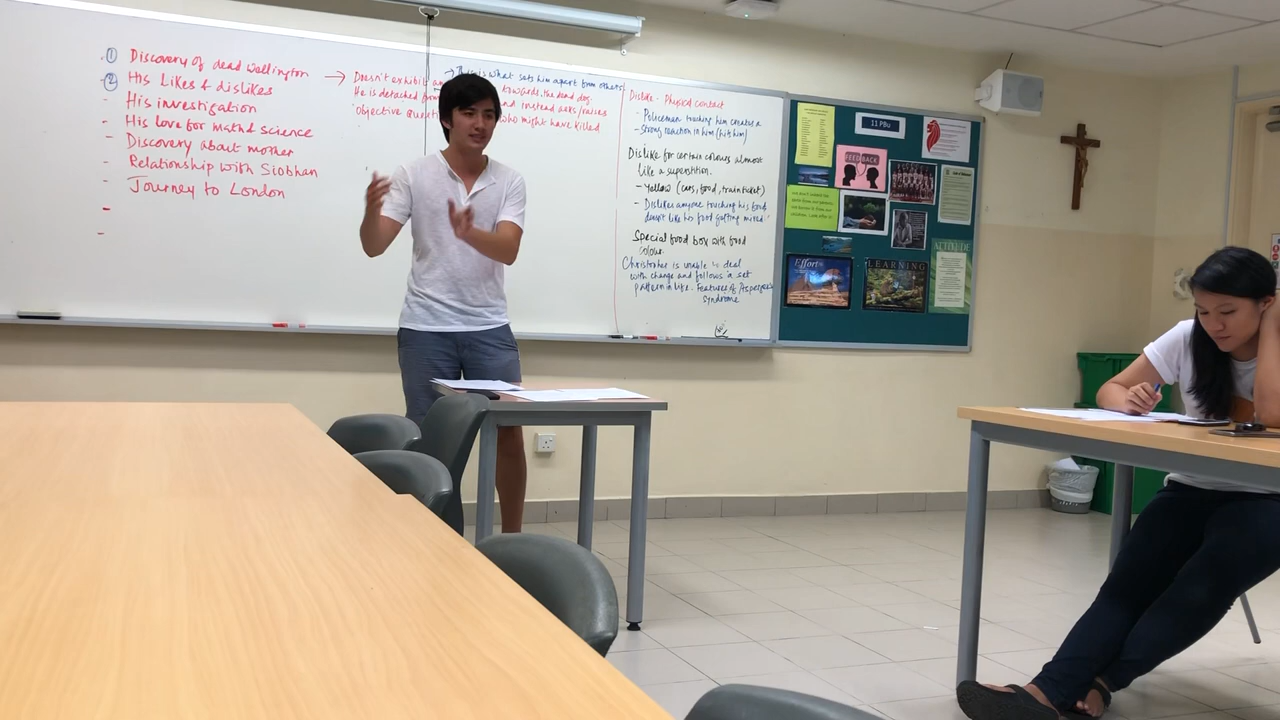 ① Discovery of dead Wellington
② His Likes & dislikes
- His investigation
- His love for maths science
- Discovery about mother
- Relationship with Siobhan
- Journey to London
→ Doesn't exhibit
This is what sets him apart from others
towards the dead dog.
He is detached from
and instead asks/raises
objective
who might have killed
Dislike - Physical contact
- Policeman touching him creates a
- strong reaction in him (hits him)
Dislike for certain colours almost
like a superstition.
- Yellow (cars, food, train ticket)
- Dislikes anyone touching his food
doesn't like his food getting mixed
Special food box with food
colour.
Christopher is unable to deal
with change and follows a set
pattern in life. Features of Asperger's
Syndrome
11 PBu
FEEDBACK
Effort
LEARNING
ATTITUDE